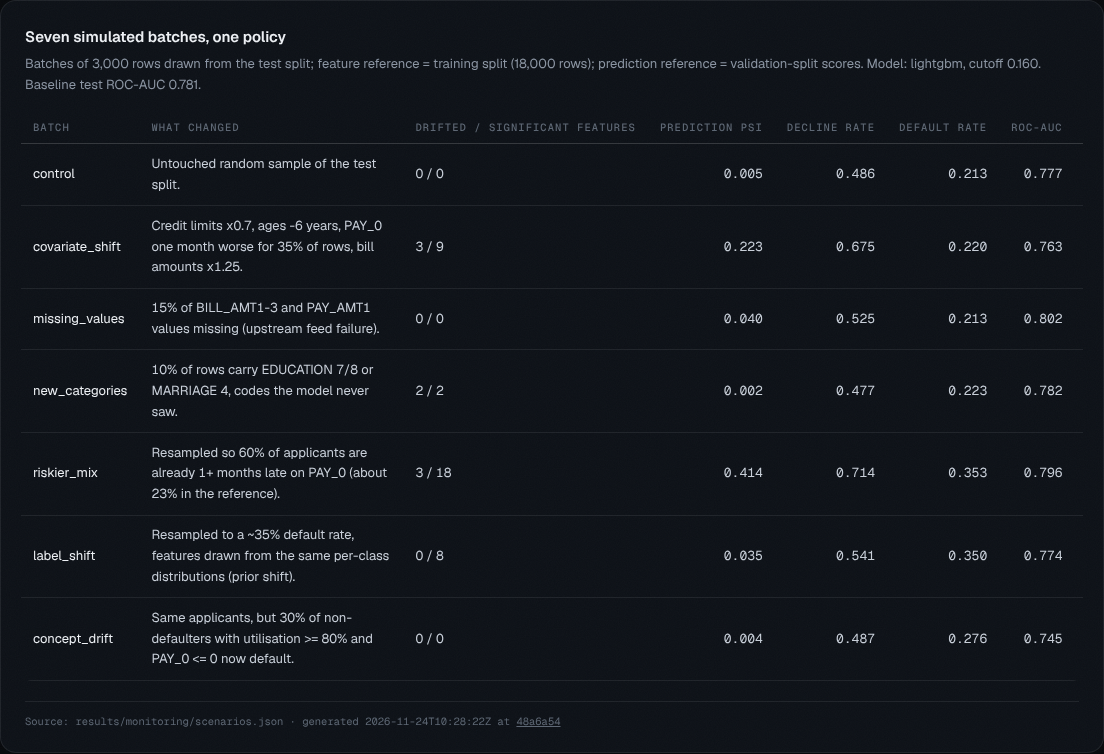 Seven simulated batches, one policy
Batches of 3,000 rows drawn from the test split; feature reference = training split (18,000 rows); prediction reference = validation-split scores. Model: lightgbm, cutoff 0.160.
Baseline test ROC-AUC 0.781.
BATCH WHAT CHANGED DRIFTED / SIGNIFICANT FEATURES PREDICTION PSI DECLINE RATE DEFAULT RATE ROC-AUC
control
Untouched random sample of the test
split.
0 / 0 0.005 0.486 0.213 0.777
covariate_shift
Credit limits x0.7, ages -6 years, PAY_0
one month worse for 35% of rows, bill
amounts x1.25.
3 / 9 0.223 0.675 0.220 0.763
missing_values
15% of BILL_AMT1-3 and PAY_AMT1
values missing (upstream feed failure).
0 / 0 0.040 0.525 0.213 0.802
new_categories
10% of rows carry EDUCATION 7/8 or
MARRIAGE 4, codes the model never
saw.
2 / 2 0.002 0.477 0.223 0.782
riskier_mix
Resampled so 60% of applicants are
already 1+ months late on PAY_0 (about
23% in the reference).
3 / 18 0.414 0.714 0.353 0.796
label_shift
Resampled to a ~35% default rate,
features drawn from the same per-class
distributions (prior shift).
0 / 8 0.035 0.541 0.350 0.774
concept_drift
Same applicants, but 30% of non-
defaulters with utilisation >= 80% and
PAY_0 <= 0 now default.
0 / 0 0.004 0.487 0.276 0.745
Source: results/monitoring/scenarios.json · generated 2026-11-24T10:28:22Z at 48a6a54